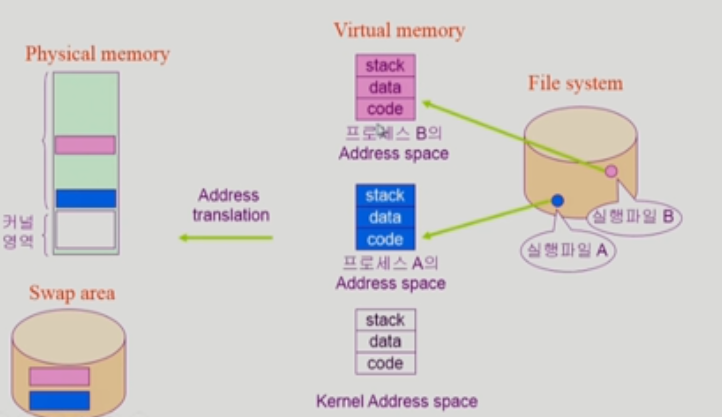 Virtual memory
Physical memory
File system
stack
data
code
프로세스 B의
Address space
Address
translation
stack
data
code
프로세스 A의
Address space
실행파일 B
실행파일 A
커널
영역
Swap area
stack
data
code
Kernel Address space